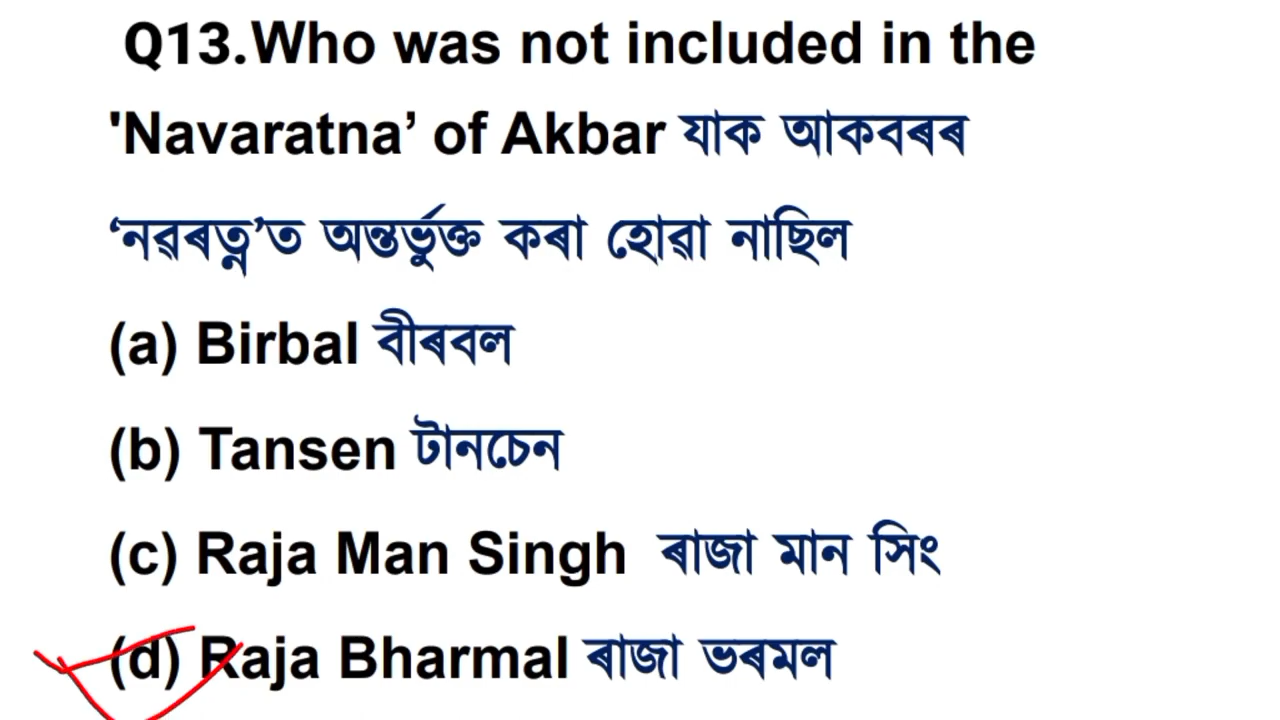 Q13.Who was not included in the
'Navaratna’ of Akbar যাক আকবৰৰ
‘নৱৰত্ন’ত অন্তৰ্ভুক্ত কৰা হোৱা নাছিল
(a) Birbal বীৰবল
(b) Tansen টানচেন
(c) Raja Man Singh ৰাজা মান সিং
(d) Raja Bharmal ৰাজা ভৰমল